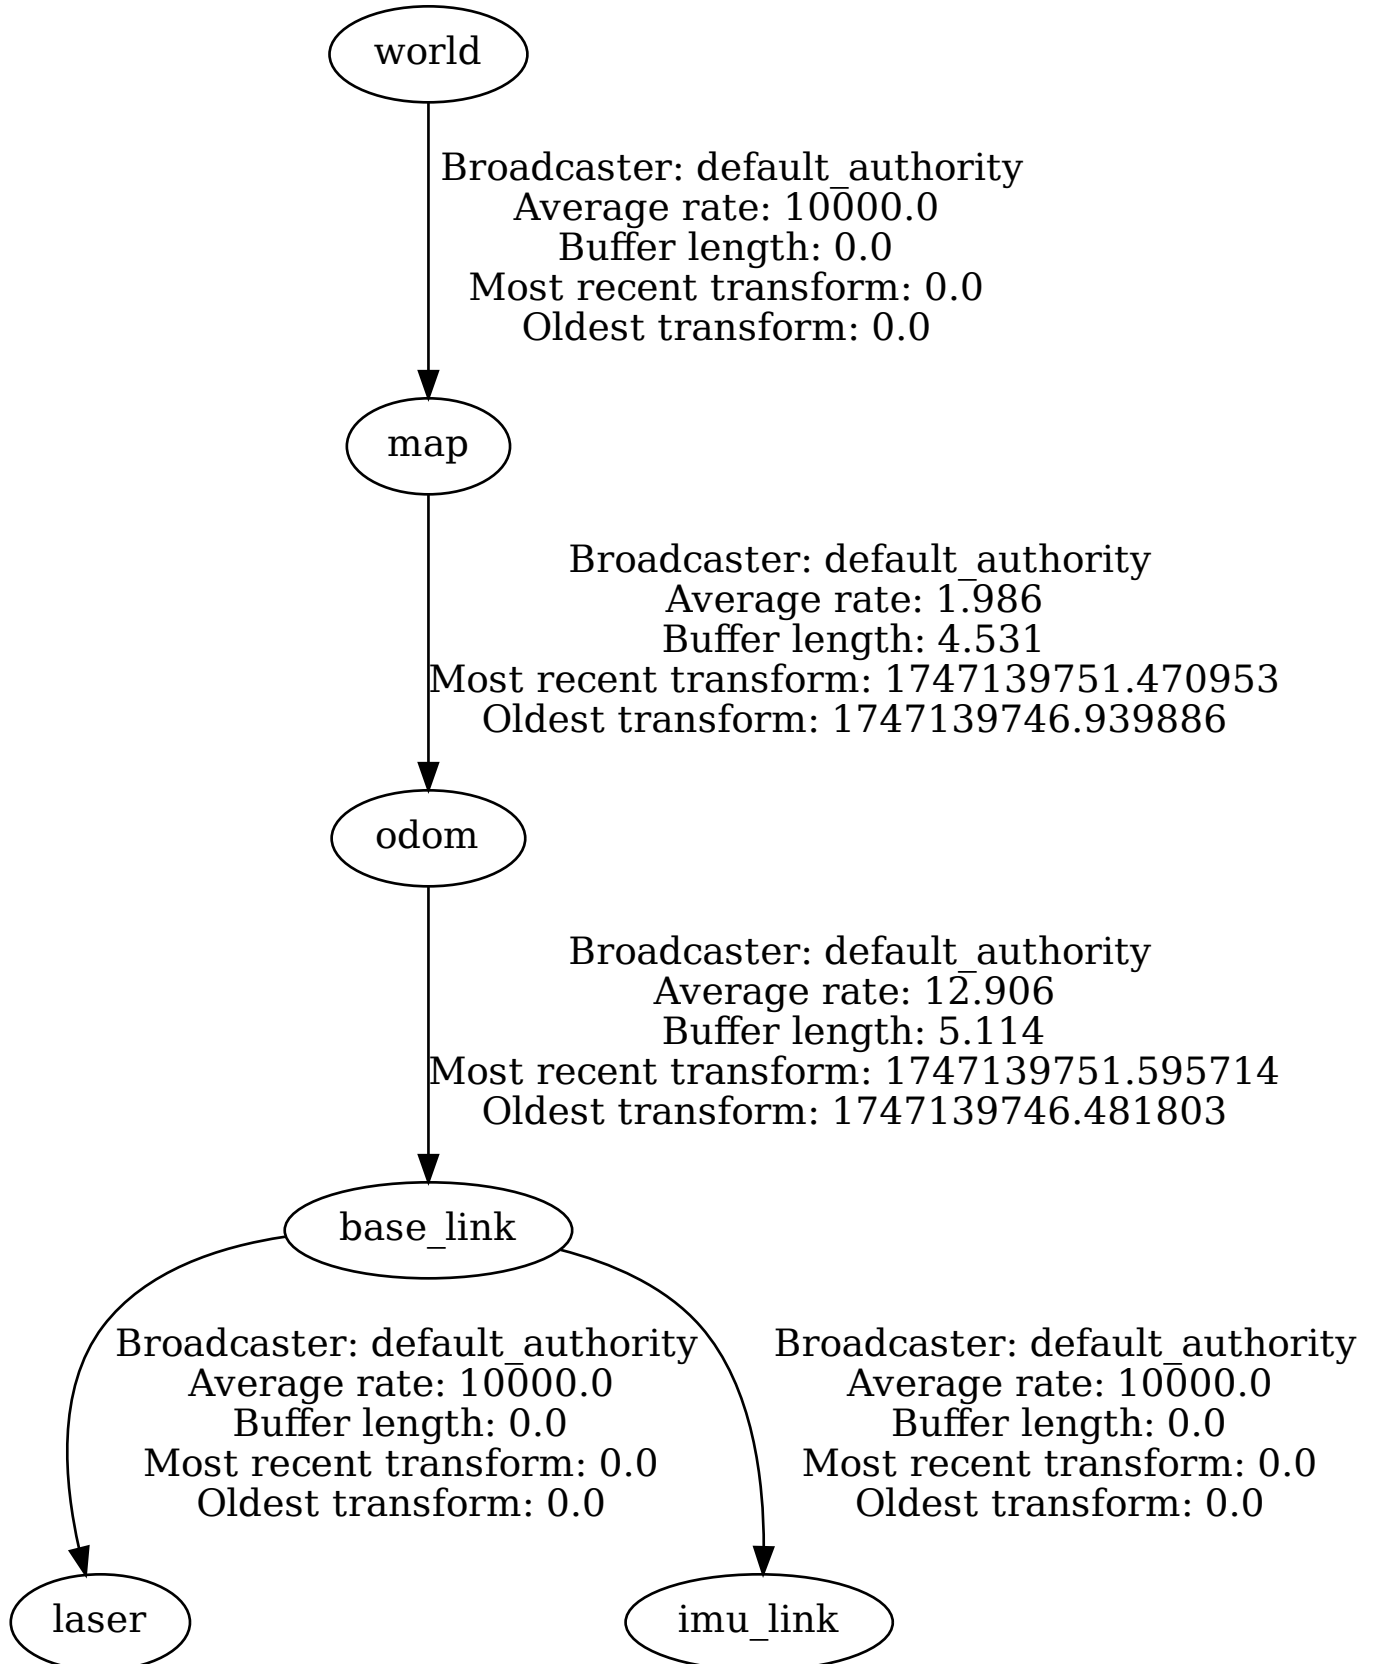 world
Broadcaster: default_authority
Average rate: 10000.0
Buffer length: 0.0
Most recent transform: 0.0
Oldest transform: 0.0
map
Broadcaster: default_authority
Average rate: 1.986
Buffer length: 4.531
Most recent transform: 1747139751.470953
Oldest transform: 1747139746.939886
odom
Broadcaster: default_authority
Average rate: 12.906
Buffer length: 5.114
Most recent transform: 1747139751.595714
Oldest transform: 1747139746.481803
base_link
Broadcaster: default_authority
Average rate: 10000.0
Buffer length: 0.0
Most recent transform: 0.0
Oldest transform: 0.0
Broadcaster: default_authority
Average rate: 10000.0
Buffer length: 0.0
Most recent transform: 0.0
Oldest transform: 0.0
laser
imu_link